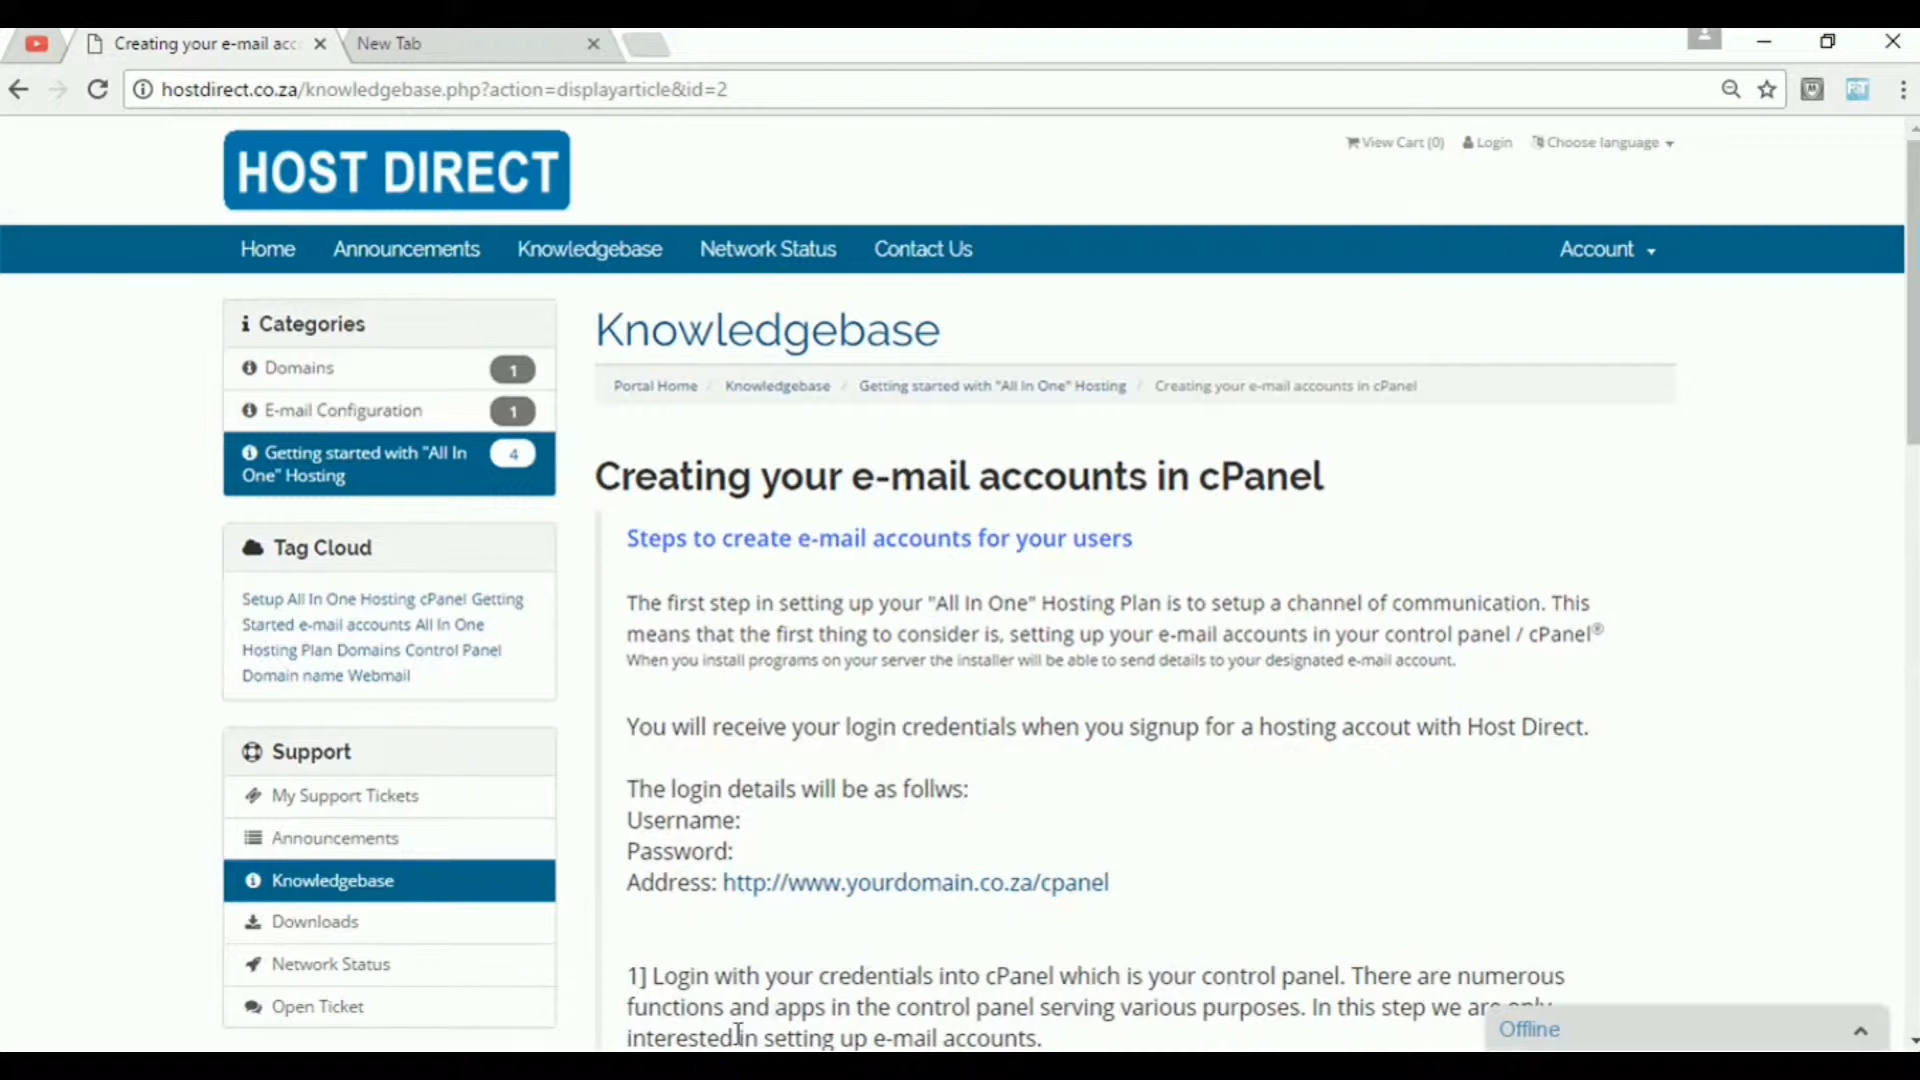 Creating your e-mail acc
New Tab
hostdirect.co.za/knowledgebase.php?action=displayarticle&id=2
HOST DIRECT
View Cart (0) Login Choose language
Home Announcements Knowledgebase Network Status Contact Us Account
Categories
Domains 1
E-mail Configuration 1
Getting started with "All In One" Hosting 4
Tag Cloud
Setup All In One Hosting cPanel Getting
Started e-mail accounts All In One
Hosting Plan Domains Control Panel
Domain name Webmail
Support
My Support Tickets
Announcements
Knowledgebase
Downloads
Network Status
Open Ticket
Knowledgebase
Portal Home / Knowledgebase / Getting started with "All In One" Hosting / Creating your e-mail accounts in cPanel
Creating your e-mail accounts in cPanel
Steps to create e-mail accounts for your users
The first step in setting up your "All In One" Hosting Plan is to setup a channel of communication. This
means that the first thing to consider is, setting up your e-mail accounts in your control panel / cPanel®
When you install programs on your server the installer will be able to send details to your designated e-mail account.
You will receive your login credentials when you signup for a hosting accout with Host Direct.
The login details will be as follws:
Username:
Password:
Address: http://www.yourdomain.co.za/cpanel
1] Login with your credentials into cPanel which is your control panel. There are numerous
functions and apps in the control panel serving various purposes. In this step we are only
interested in setting up e-mail accounts.
Offline